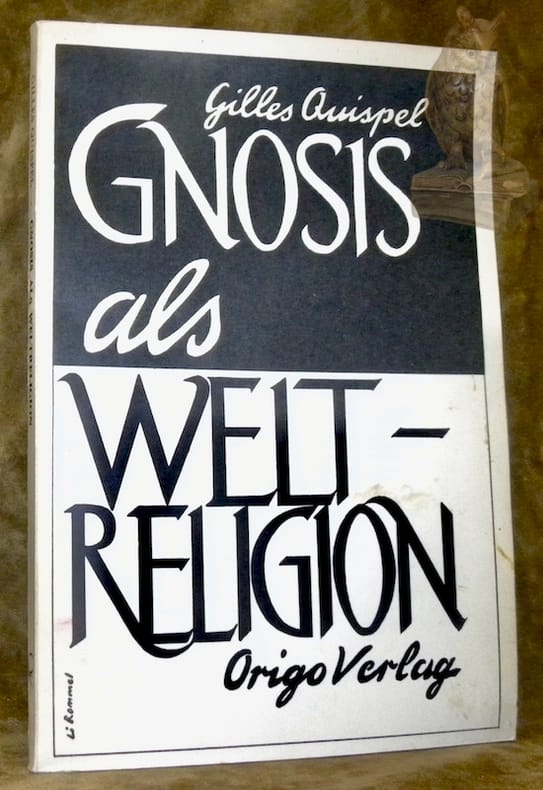 Gilles Quispel
GNOSIS
als
WELT-
RELIGION
Origo Verlag
Li Rommel